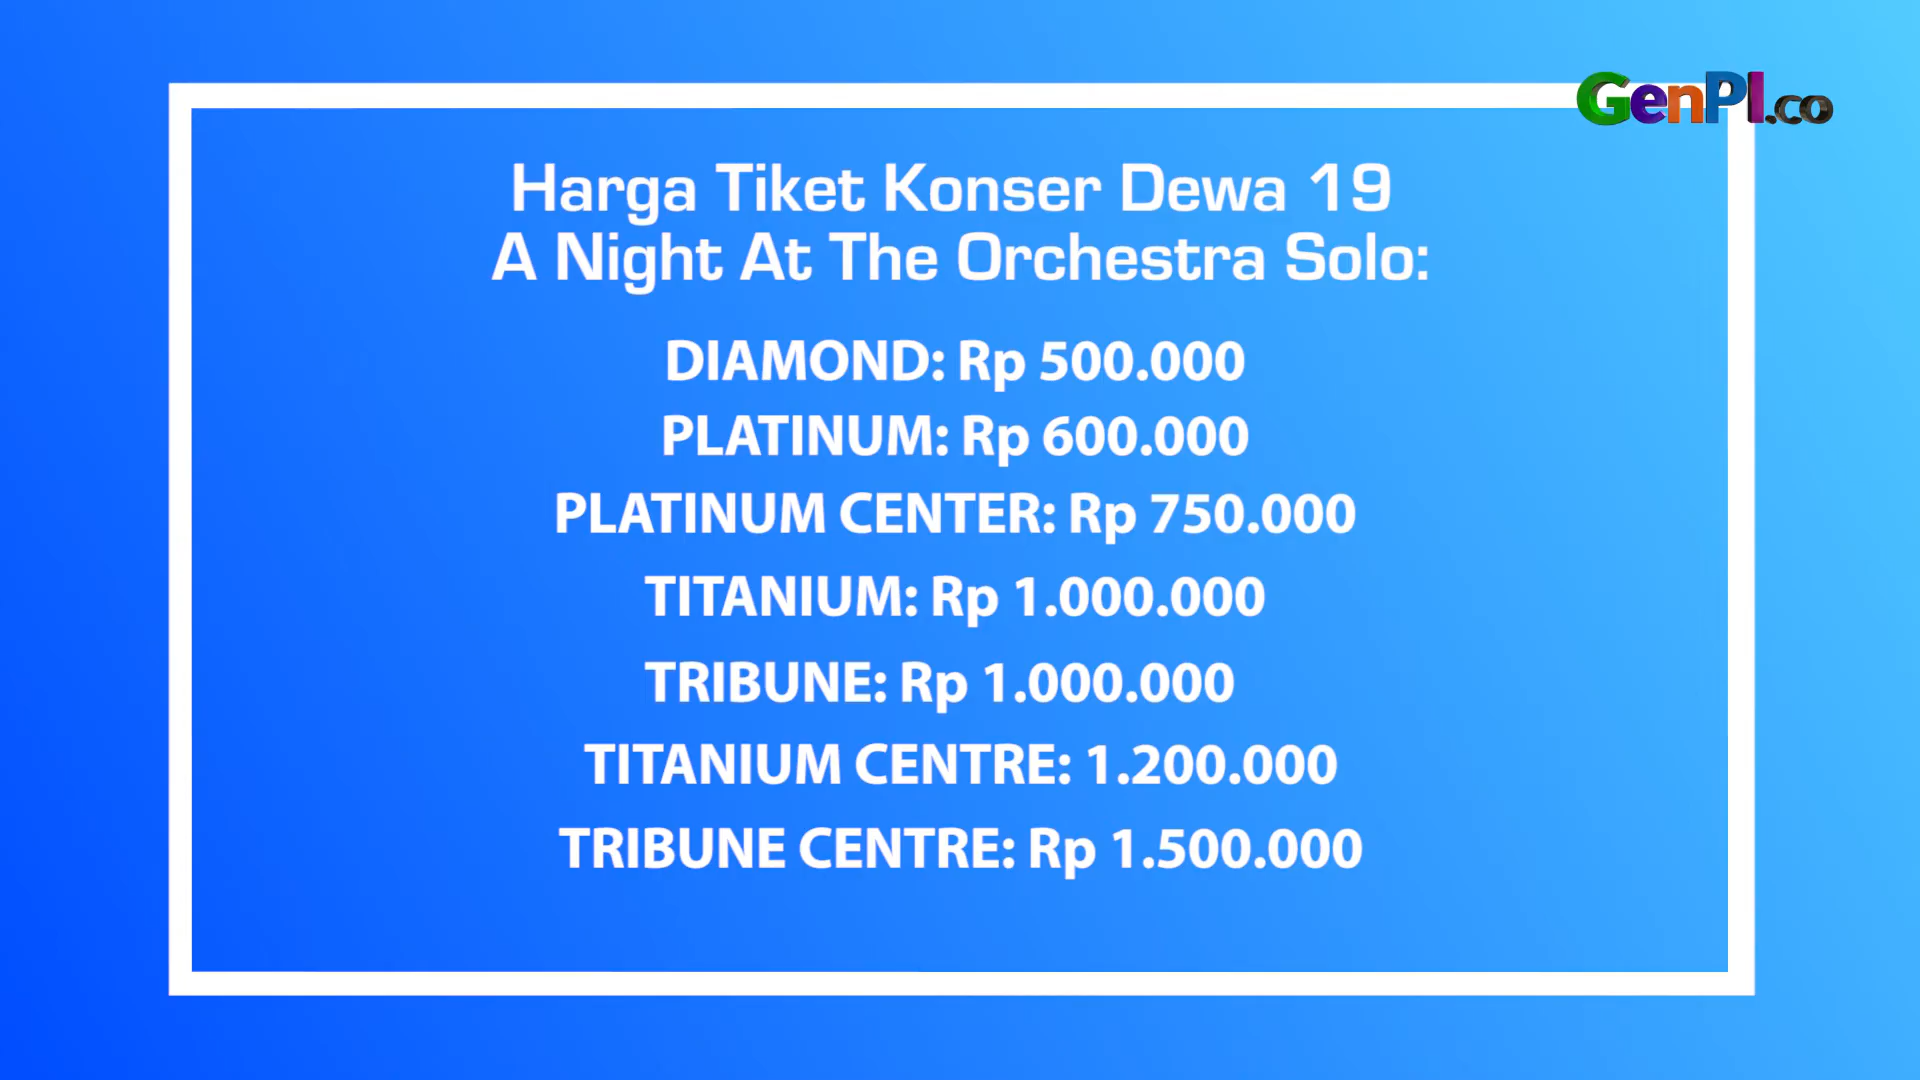 GenPI.co
Harga Tiket Konser Dewa 19
A Night At The Orchestra Solo:
DIAMOND: Rp 500.000
PLATINUM: Rp 600.000
PLATINUM CENTER: Rp 750.000
TITANIUM: Rp 1.000.000
TRIBUNE: Rp 1.000.000
TITANIUM CENTRE: 1.200.000
TRIBUNE CENTRE: Rp 1.500.000